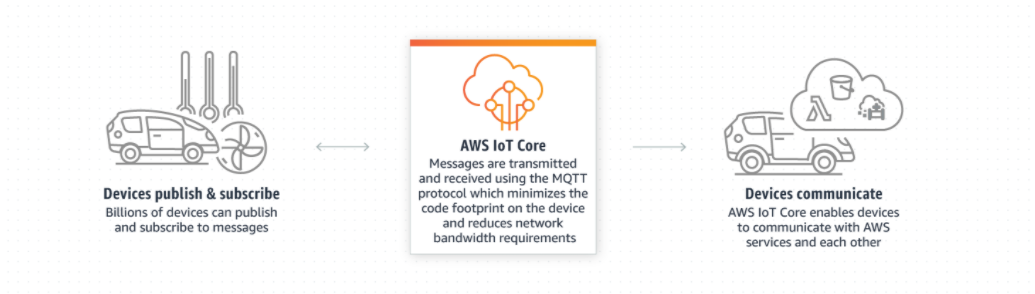 Devices publish & subscribe
Billions of devices can publish
and subscribe to messages
AWS IoT Core
Messages are transmitted
and received using the MQTT
protocol which minimizes the
code footprint on the device
and reduces network
bandwidth requirements
Devices communicate
AWS IoT Core enables devices
to communicate with AWS
services and each other